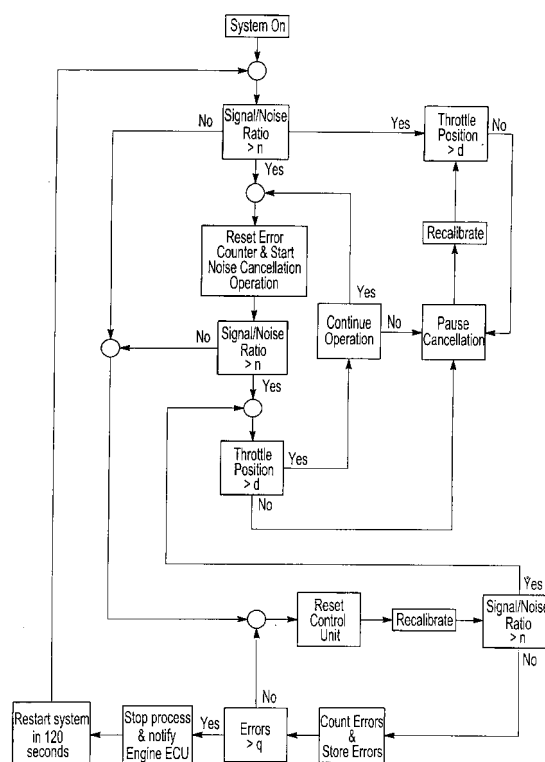 System On
Signal/Noise
Ratio
> n
No
Yes
Yes
Throttle
Position
> d
No
Recalibrate
Reset Error
Counter & Start
Noise Cancellation
Operation
Yes
Continue
Operation
No
Pause
Cancellation
Signal/Noise
Ratio
> n
No
Yes
Throttle
Position
> d
Yes
No
Reset
Control
Unit
Recalibrate
Yes
Signal/Noise
Ratio
> n
No
Count Errors
&
Store Errors
No
Errors
> q
Yes
Stop process
& notify
Engine ECU
Restart system
in 120
seconds